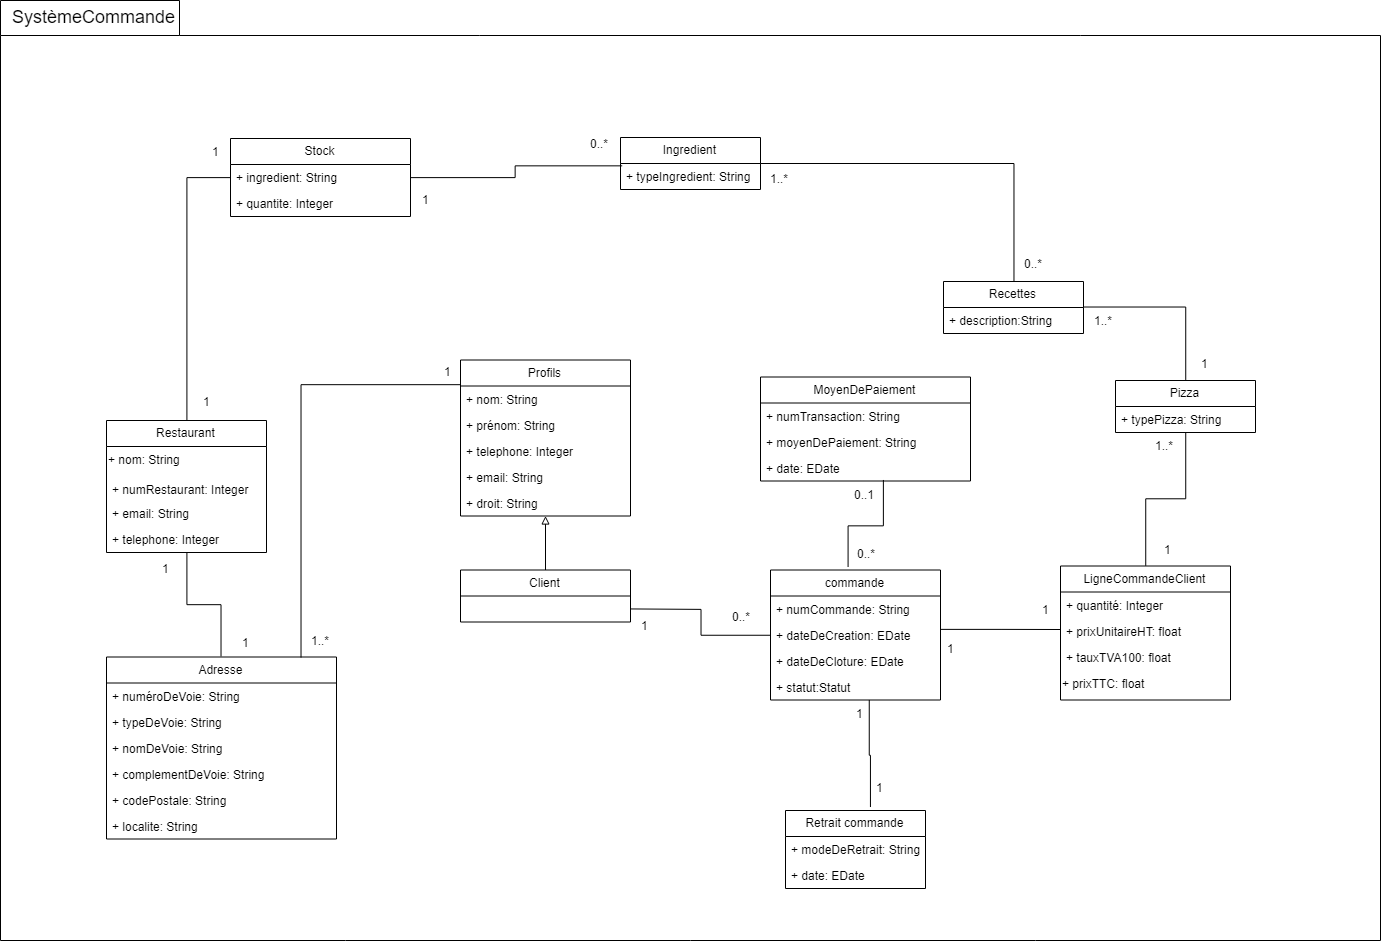 SystèmeCommande
1
Stock
+ ingredient: String
+ quantite: Integer
1
0..*
Ingredient
+ typeIngredient: String
1..*
0..*
Recettes
+ description:String
1..*
1
Pizza
+ typePizza: String
1..*
1
Restaurant
+ nom: String
+ numRestaurant: Integer
+ email: String
+ telephone: Integer
1
1
Profils
+ nom: String
+ prénom: String
+ telephone: Integer
+ email: String
+ droit: String
MoyenDePaiement
+ numTransaction: String
+ moyenDePaiement: String
+ date: EDate
0..1
0..*
Client
1
0..*
commande
+ numCommande: String
+ dateDeCreation: EDate
+ dateDeCloture: EDate
+ statut:Statut
1
1
1
LigneCommandeClient
+ quantité: Integer
+ prixUnitaireHT: float
+ tauxTVA100: float
+ prixTTC: float
1
1..*
Adresse
+ numéroDeVoie: String
+ typeDeVoie: String
+ nomDeVoie: String
+ complementDeVoie: String
+ codePostale: String
+ localite: String
1
1
Retrait commande
+ modeDeRetrait: String
+ date: EDate